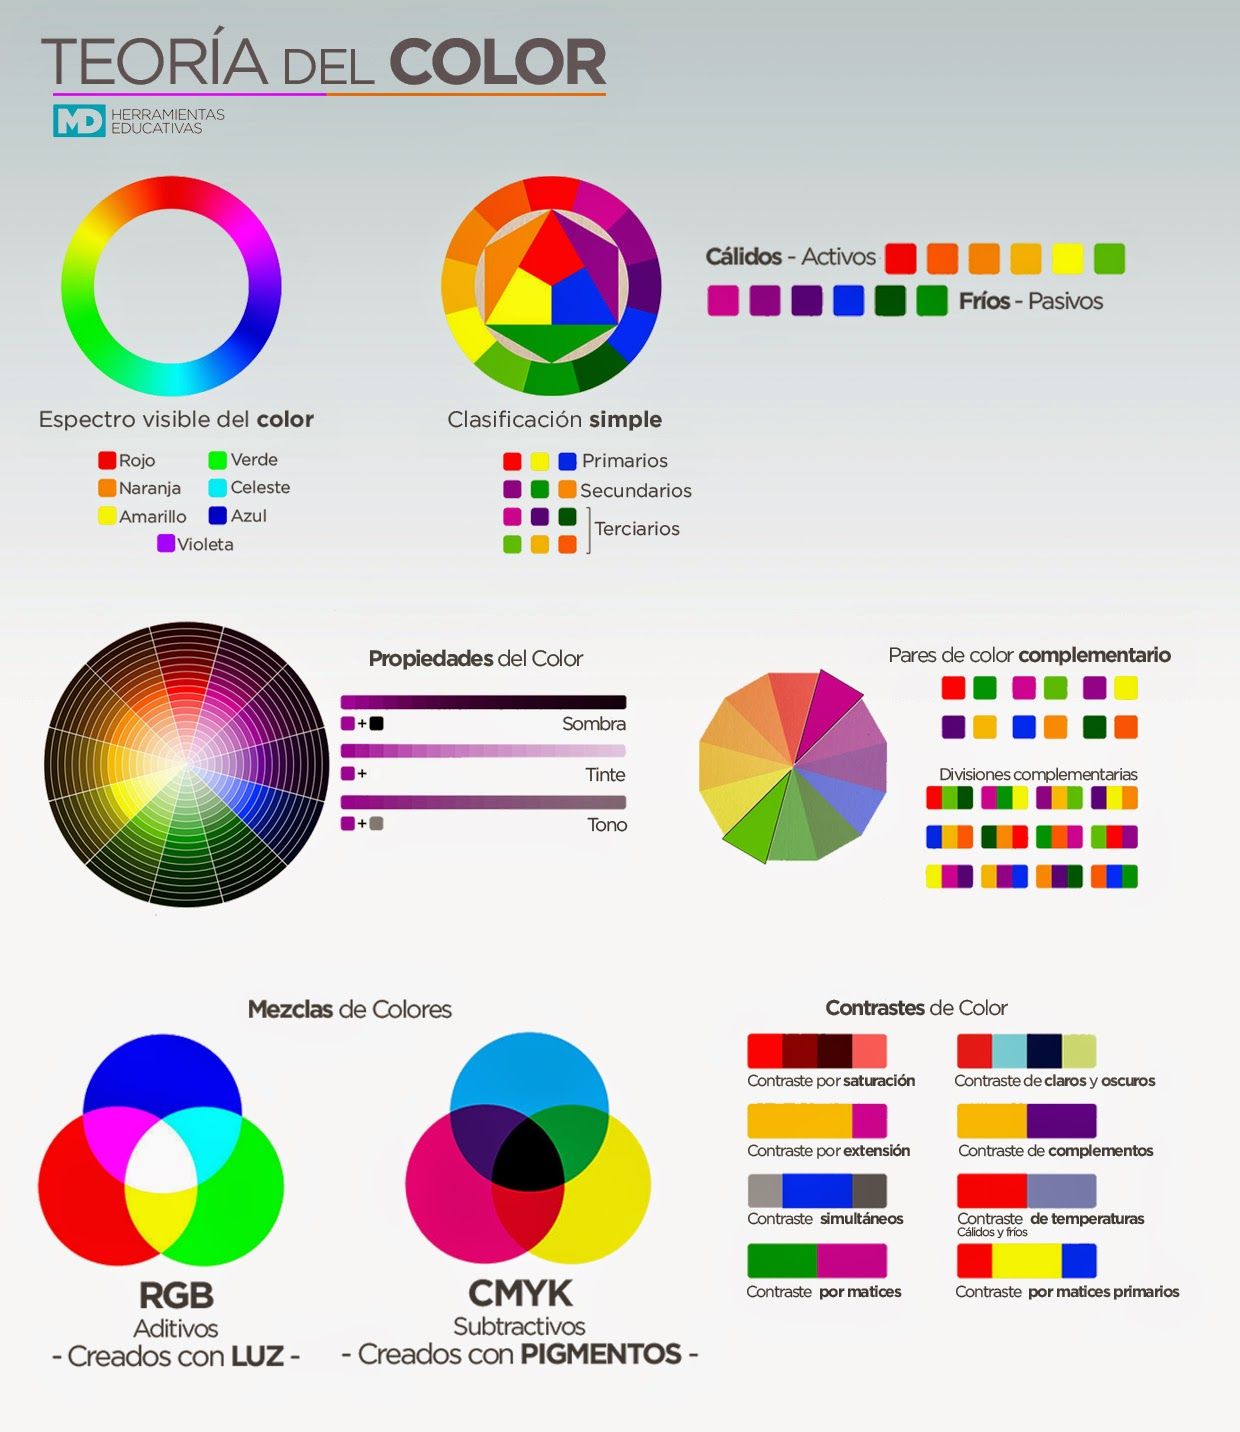 TEORÍA DEL COLOR
MD HERRAMIENTAS
EDUCATIVAS
Cálidos - Activos
Fríos - Pasivos
Espectro visible del color
Rojo
Verde
Naranja
Celeste
Amarillo
Azul
Violeta
Clasificación simple
Primarios
Secundarios
Terciarios
Propiedades del Color
+
Sombra
+
Tinte
+
Tono
Pares de color complementario
Divisiones complementarias
Mezclas de Colores
RGB
Aditivos
- Creados con LUZ -
CMYK
Subtractivos
- Creados con PIGMENTOS -
Contrastes de Color
Contraste por saturación
Contraste de claros y oscuros
Contraste por extensión
Contraste de complementos
Contraste simultáneos
Contraste de temperaturas
Cálidos y fríos
Contraste por matices
Contraste por matices primarios